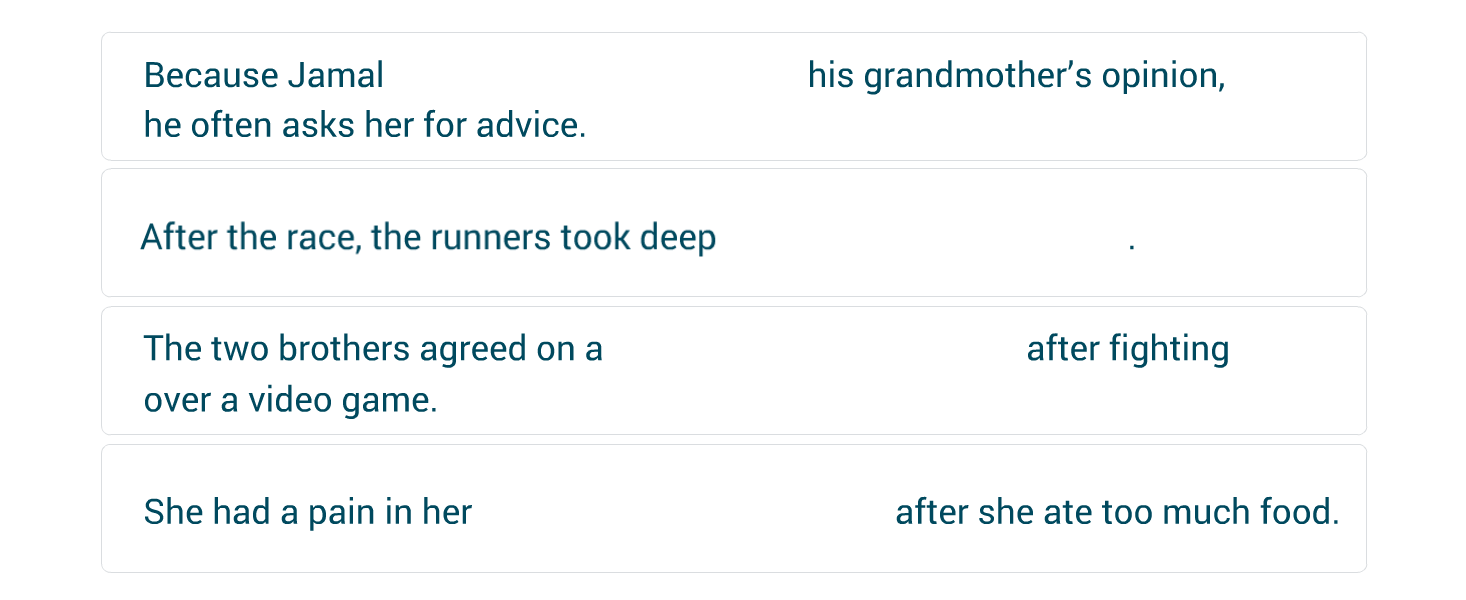 Because Jamal his grandmother’s opinion,
he often asks her for advice.
After the race, the runners took deep .
The two brothers agreed on a after fighting
over a video game.
She had a pain in her after she ate too much food.